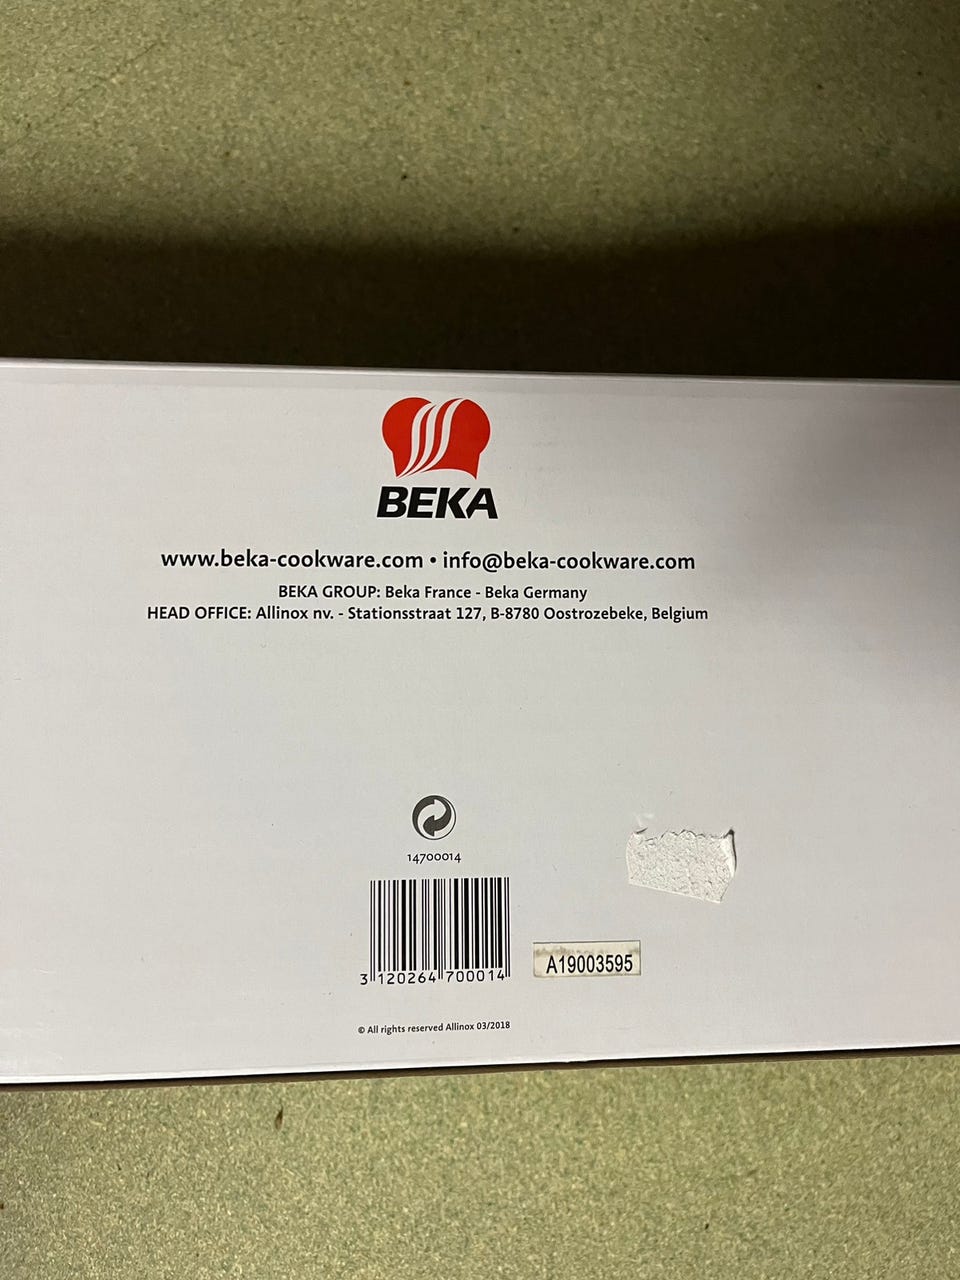 BEKA
www.beka-cookware.com • info@beka-cookware.com
BEKA GROUP: Beka France - Beka Germany
HEAD OFFICE: Allinox nv. - Stationsstraat 127, B-8780 Oostrozebeke, Belgium
14700014
3 120264 700014
A19003595
© All rights reserved Allinox 03/2018